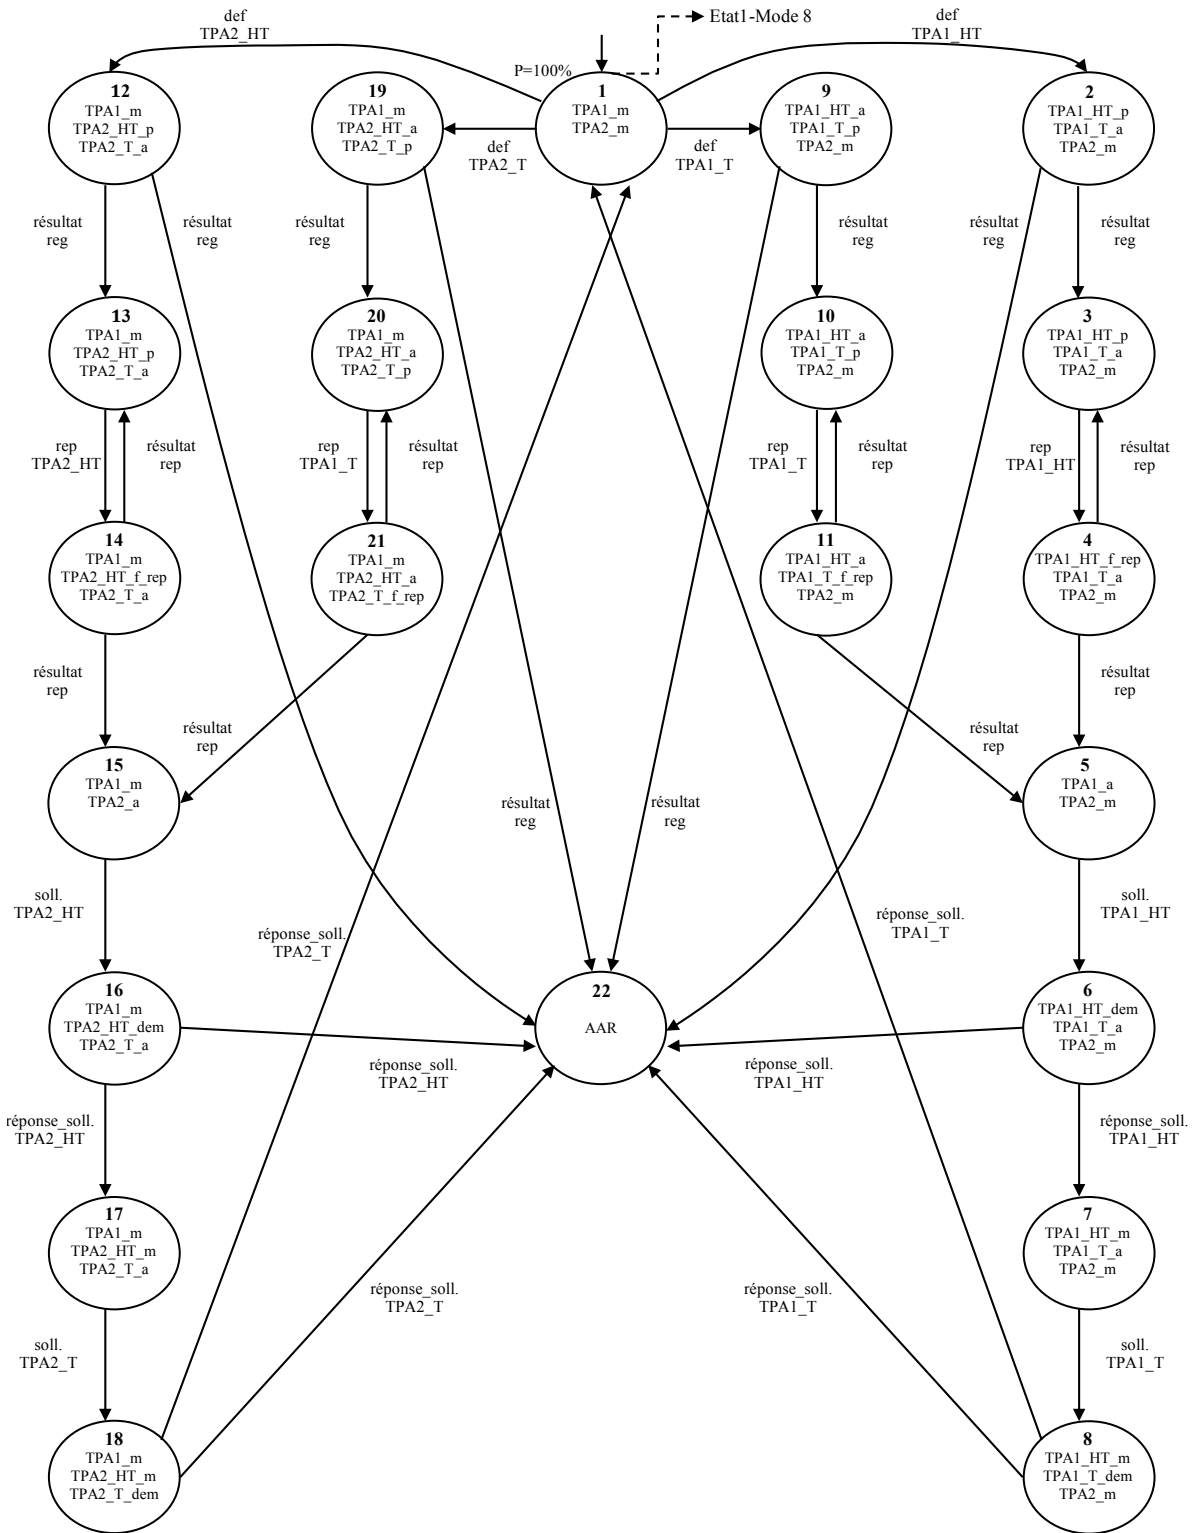 def
TPA2_HT
Etat1-Mode 8
def
TPA1_HT
P=100%
12
TPA1_m
TPA2_HT_p
TPA2_T_a
19
TPA1_m
TPA2_HT_a
TPA2_T_p
1
TPA1_m
TPA2_m
9
TPA1_HT_a
TPA1_T_p
TPA2_m
2
TPA1_HT_p
TPA1_T_a
TPA2_m
def
TPA2_T
def
TPA1_T
résultat
reg
résultat
reg
résultat
reg
résultat
reg
résultat
reg
résultat
reg
13
TPA1_m
TPA2_HT_p
TPA2_T_a
20
TPA1_m
TPA2_HT_a
TPA2_T_p
10
TPA1_HT_a
TPA1_T_p
TPA2_m
3
TPA1_HT_p
TPA1_T_a
TPA2_m
rep
TPA2_HT
résultat
rep
rep
TPA1_T
résultat
rep
rep
TPA1_T
résultat
rep
rep
TPA1_HT
résultat
rep
14
TPA1_m
TPA2_HT_f_rep
TPA2_T_a
21
TPA1_m
TPA2_HT_a
TPA2_T_f_rep
11
TPA1_HT_a
TPA1_T_f_rep
TPA2_m
4
TPA1_HT_f_rep
TPA1_T_a
TPA2_m
résultat
rep
résultat
rep
résultat
rep
résultat
rep
15
TPA1_m
TPA2_a
5
TPA1_a
TPA2_m
résultat
reg
résultat
reg
soll.
TPA2_HT
soll.
TPA1_HT
réponse_soll.
TPA2_T
réponse_soll.
TPA1_T
16
TPA1_m
TPA2_HT_dem
TPA2_T_a
22
AAR
6
TPA1_HT_dem
TPA1_T_a
TPA2_m
réponse_soll.
TPA2_HT
réponse_soll.
TPA1_HT
réponse_soll.
TPA2_HT
réponse_soll.
TPA1_HT
17
TPA1_m
TPA2_HT_m
TPA2_T_a
7
TPA1_HT_m
TPA1_T_a
TPA2_m
réponse_soll.
TPA2_T
réponse_soll.
TPA1_T
soll.
TPA2_T
soll.
TPA1_T
18
TPA1_m
TPA2_HT_m
TPA2_T_dem
8
TPA1_HT_m
TPA1_T_dem
TPA2_m